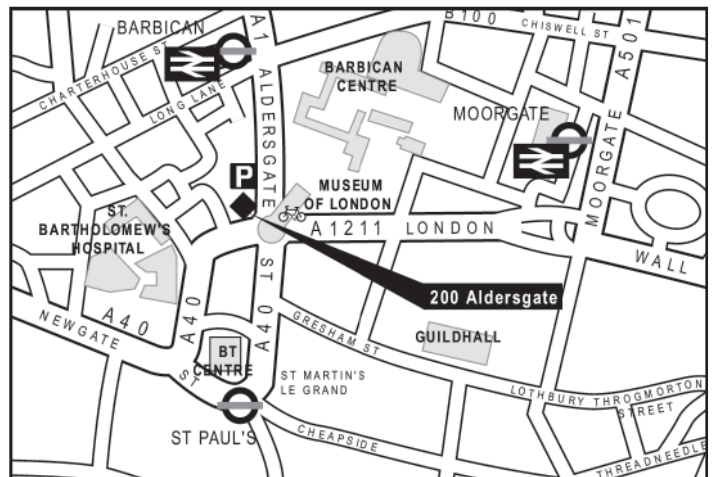 BARBICAN
A1
B100
CHISWELL ST
A501
CHARTERHOUSE ST
LONG LANE
ALDERSGATE
BARBICAN
CENTRE
MOORGATE
MOORGATE
P
MUSEUM
OF LONDON
ST.
BARTHOLOMEW'S
HOSPITAL
A1211 LONDON
WALL
200 Aldersgate
ST
A40
A40
A40
NEWGATE
ST
GRESHAM ST
GUILDHALL
BT
CENTRE
ST MARTIN'S
LE GRAND
LOTHBURY THROGMORTON
STREET
ST PAUL'S
CHEAPSIDE
THREADNEEDLE